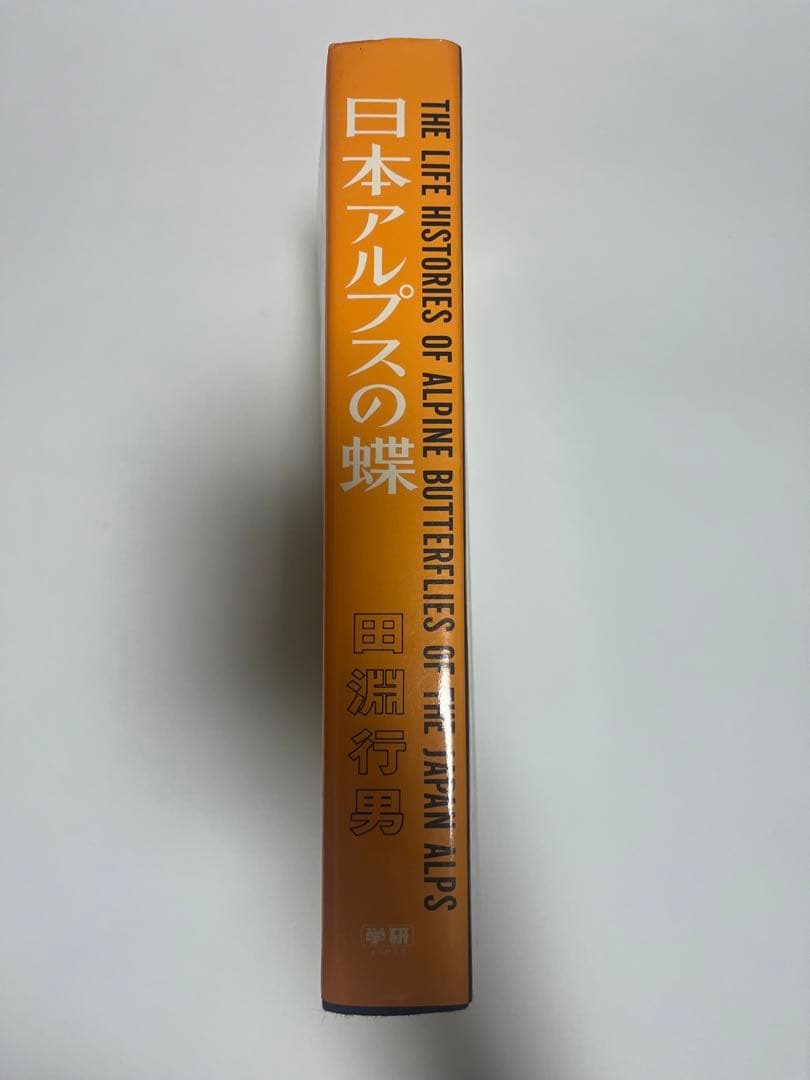 日本アルプスの蝶
THE LIFE HISTORIES OF ALPINE BUTTERFLIES OF THE JAPAN ALPS
田淵行男
学研